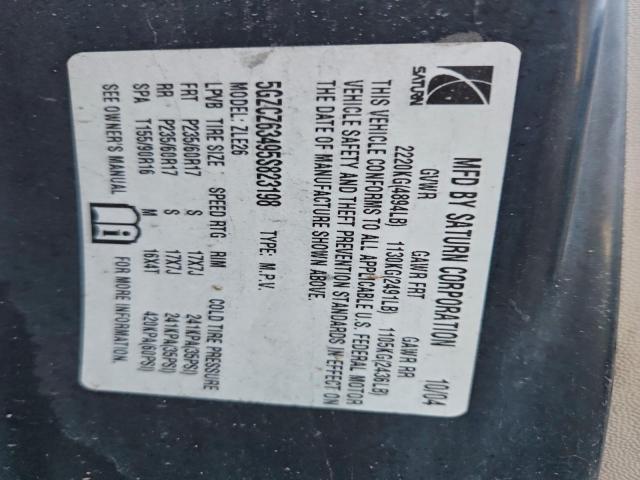 SATURN
MFD BY SATURN CORPORATION 10/04
GVWR GAWR FRT GAWR RR
2220KG(4894LB) 1130KG(2491LB) 1105KG(2436LB)
THIS VEHICLE CONFORMS TO ALL APPLICABLE U.S. FEDERAL MOTOR
VEHICLE SAFETY AND THEFT PREVENTION STANDARDS IN EFFECT ON
THE DATE OF MANUFACTURE SHOWN ABOVE.
5GZCZ63495S823198 TYPE: M.P.V.
MODEL: ZLE26
LPVB TIRE SIZE SPEED RTG RIM COLD TIRE PRESSURE
FRT P235/60R17 S 17X7J 241KPA(35PSI)
RR P235/60R17 S 17X7J 241KPA(35PSI)
SPA T155/90R16 M 16X4T 420KPA(60PSI)
SEE OWNER'S MANUAL FOR MORE INFORMATION.